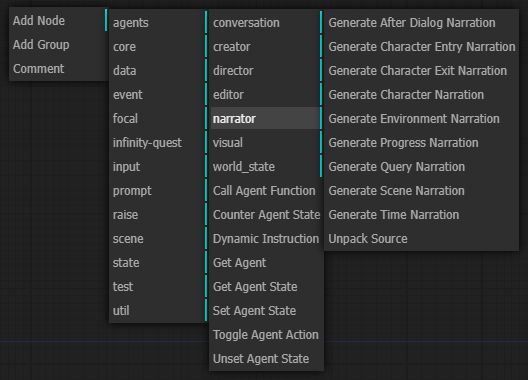 Add Node
Add Group
Comment
agents
core
data
event
focal
infinity-quest
input
prompt
raise
scene
state
test
util
conversation
creator
director
editor
narrator
visual
world_state
Call Agent Function
Counter Agent State
Dynamic Instruction
Get Agent
Get Agent State
Set Agent State
Toggle Agent Action
Unset Agent State
Generate After Dialog Narration
Generate Character Entry Narration
Generate Character Exit Narration
Generate Character Narration
Generate Environment Narration
Generate Progress Narration
Generate Query Narration
Generate Scene Narration
Generate Time Narration
Unpack Source